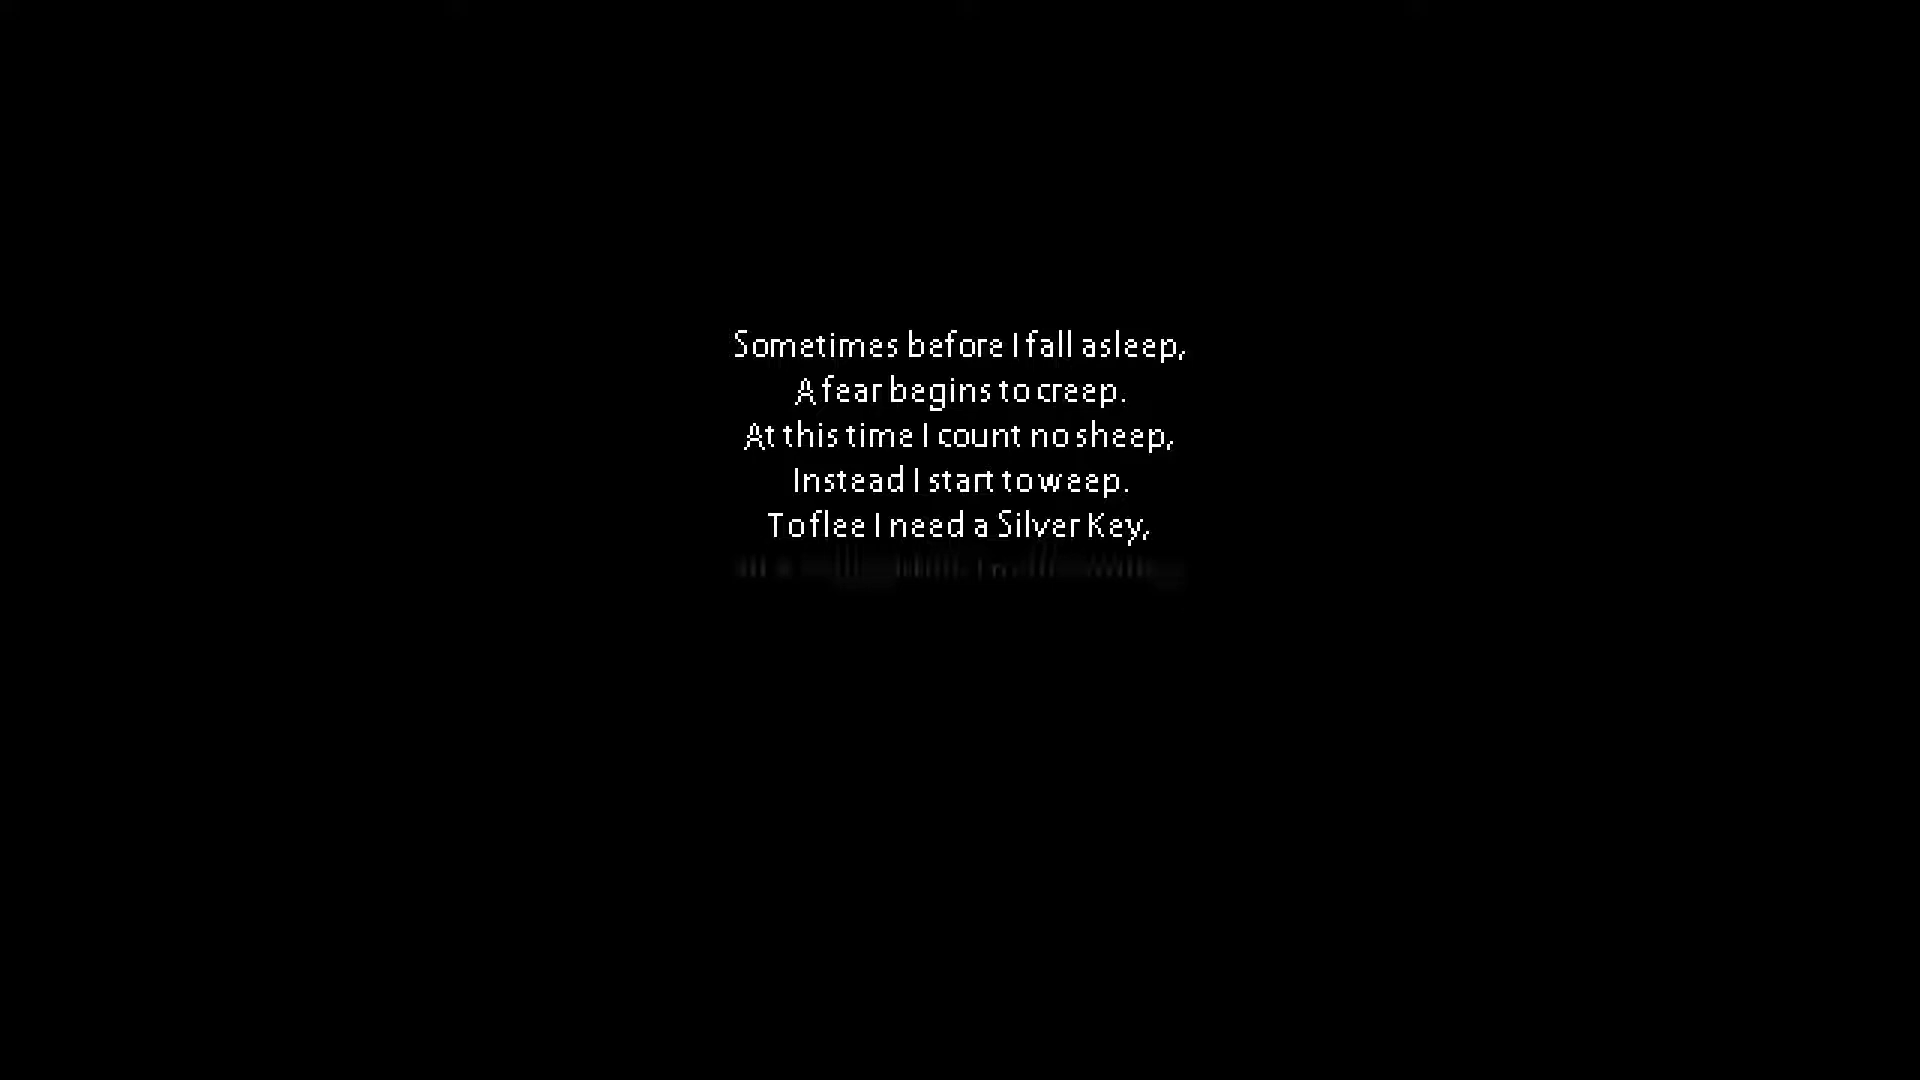 Sometimes before I fall asleep,
A fear begins to creep.
At this time I count no sheep,
Instead I start to weep.
To flee I need a Silver Key,